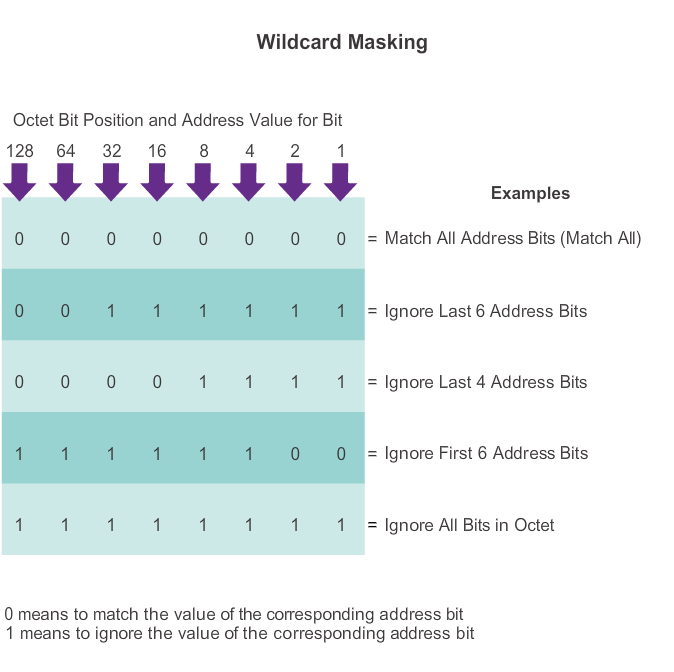 Wildcard Masking
Octet Bit Position and Address Value for Bit
128 64 32 16 8 4 2 1
Examples
0 0 0 0 0 0 0 0 = Match All Address Bits (Match All)
0 0 1 1 1 1 1 1 = Ignore Last 6 Address Bits
0 0 0 0 1 1 1 1 = Ignore Last 4 Address Bits
1 1 1 1 1 1 0 0 = Ignore First 6 Address Bits
1 1 1 1 1 1 1 1 = Ignore All Bits in Octet
0 means to match the value of the corresponding address bit
1 means to ignore the value of the corresponding address bit